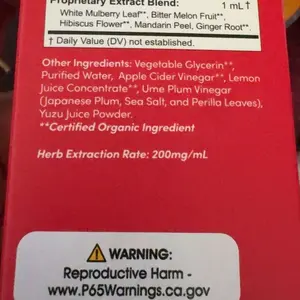 Proprietary Extract Blend: 1 mL †
White Mulberry Leaf**, Bitter Melon Fruit**,
Hibiscus Flower**, Mandarin Peel, Ginger Root**
† Daily Value (DV) not established.
Other Ingredients: Vegetable Glycerin**,
Purified Water, Apple Cider Vinegar**, Lemon
Juice Concentrate**, Ume Plum Vinegar
(Japanese Plum, Sea Salt, and Perilla Leaves),
Yuzu Juice Powder.
**Certified Organic Ingredient
Herb Extraction Rate: 200mg/mL
WARNING:
Reproductive Harm -
www.P65Warnings.ca.gov